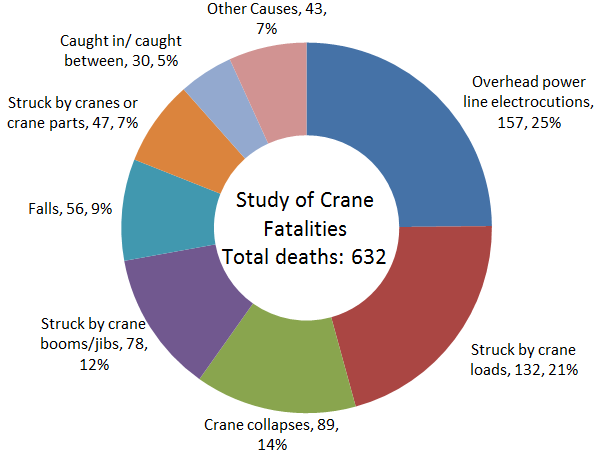 Other Causes, 43,
7%
Overhead power
line electrocutions,
157, 25%
Struck by crane
loads, 132, 21%
Crane collapses, 89,
14%
Struck by crane
booms/jibs, 78,
12%
Falls, 56, 9%
Struck by cranes or
crane parts, 47, 7%
Caught in/ caught
between, 30, 5%
Study of Crane
Fatalities
Total deaths: 632